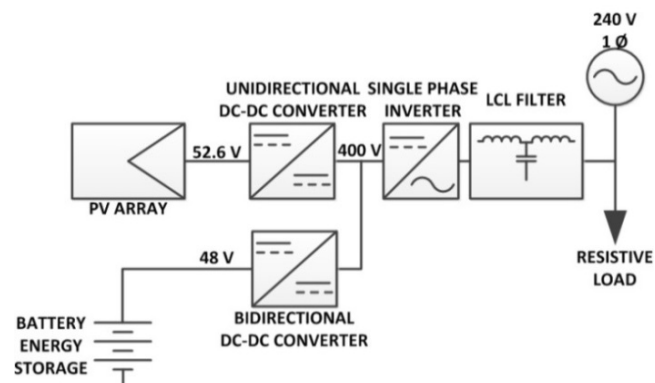 240 V
1 Ø
UNIDIRECTIONAL
DC-DC CONVERTER
SINGLE PHASE
INVERTER
LCL FILTER
52.6 V
400 V
PV ARRAY
48 V
RESISTIVE
LOAD
BIDIRECTIONAL
DC-DC CONVERTER
BATTERY
ENERGY
STORAGE